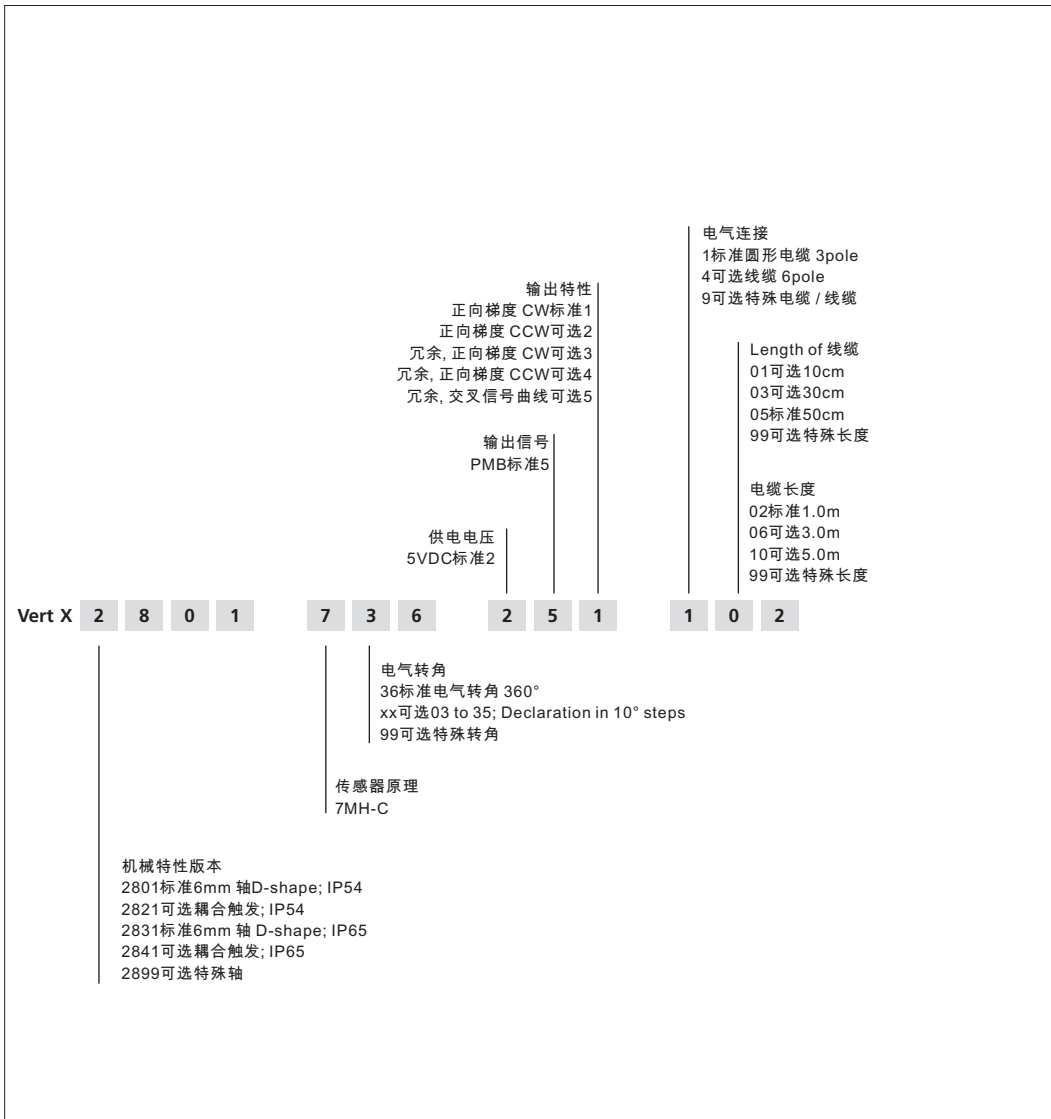 电气连接
1标准圆形电缆 3pole
4可选线缆 6pole
9可选特殊电缆 / 线缆
输出特性
正向梯度 CW标准1
正向梯度 CCW可选2
冗余, 正向梯度 CW可选3
冗余, 正向梯度 CCW可选4
冗余, 交叉信号曲线可选5
Length of 线缆
01可选10cm
03可选30cm
05标准50cm
99可选特殊长度
输出信号
PMB标准5
电缆长度
02标准1.0m
06可选3.0m
10可选5.0m
99可选特殊长度
供电电压
5VDC标准2
Vert X 2 8 0 1 7 3 6 2 5 1 1 0 2
电气转角
36标准电气转角 360°
xx可选03 to 35; Declaration in 10° steps
99可选特殊转角
传感器原理
7MH-C
机械特性版本
2801标准6mm 轴D-shape; IP54
2821可选耦合触发; IP54
2831标准6mm 轴 D-shape; IP65
2841可选耦合触发; IP65
2899可选特殊轴